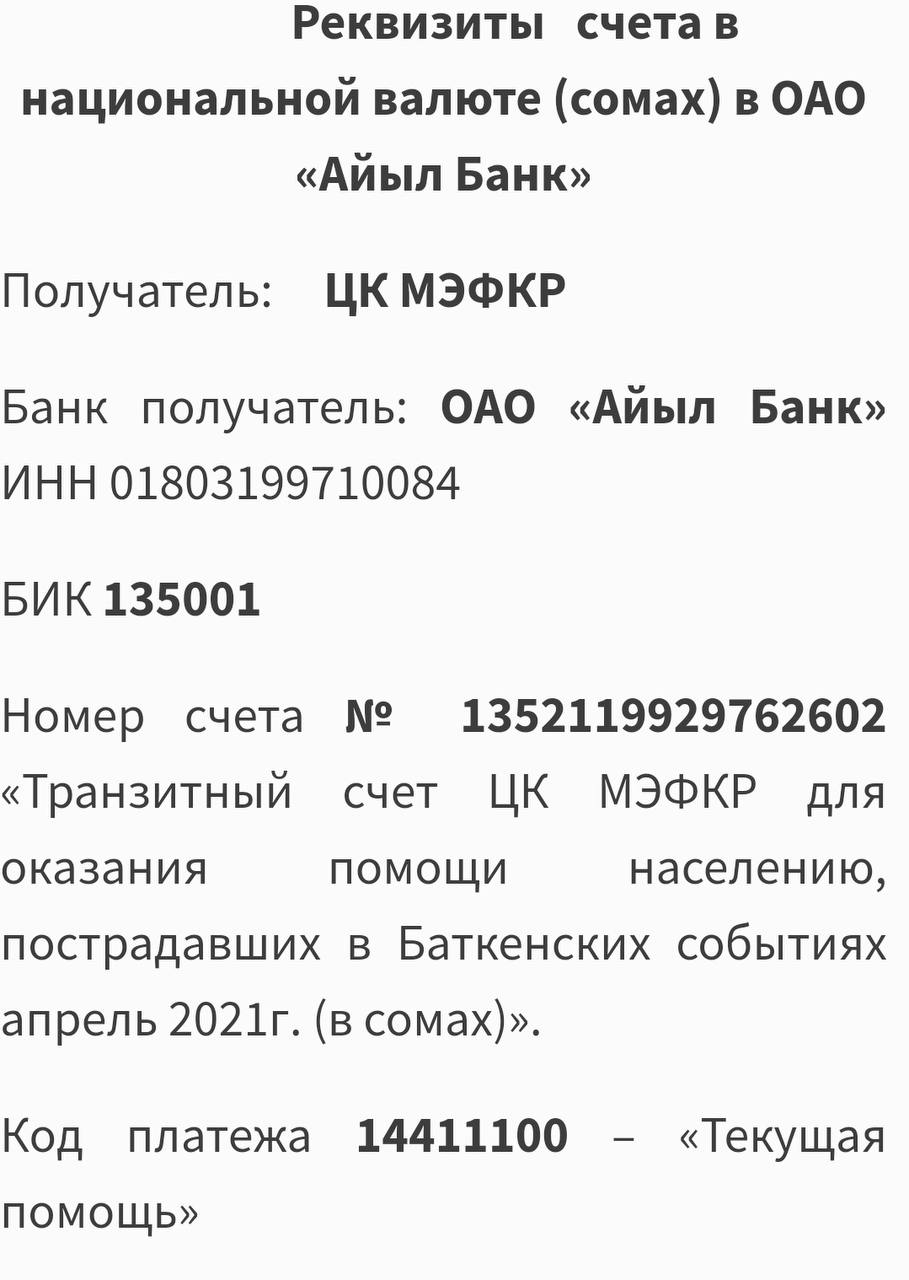 Реквизиты счета в
национальной валюте (сомах) в ОАО
«Айыл Банк»
Получатель: ЦК МЭФКР
Банк получатель: ОАО «Айыл Банк»
ИНН 01803199710084
БИК 135001
Номер счета № 1352119929762602
«Транзитный счет ЦК МЭФКР для
оказания помощи населению,
пострадавших в Баткенских событиях
апрель 2021г. (в сомах)».
Код платежа 14411100 – «Текущая
помощь»